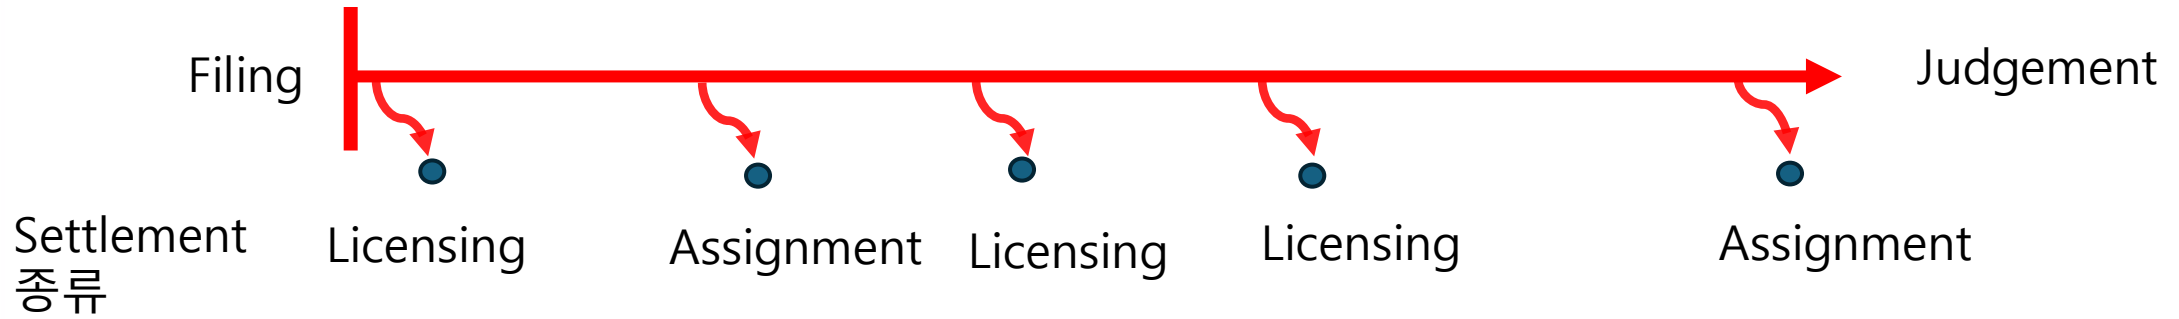 Filing
Judgement
Settlement
종류
Licensing
Assignment
Licensing
Licensing
Assignment